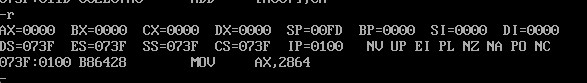 -r
AX=0000 BX=0000 CX=0000 DX=0000 SP=00FD BP=0000 SI=0000 DI=0000
DS=073F ES=073F SS=073F CS=073F IP=0100 NV UP EI PL NZ NA PO NC
073F:0100 B86428 MOV AX,2864
-